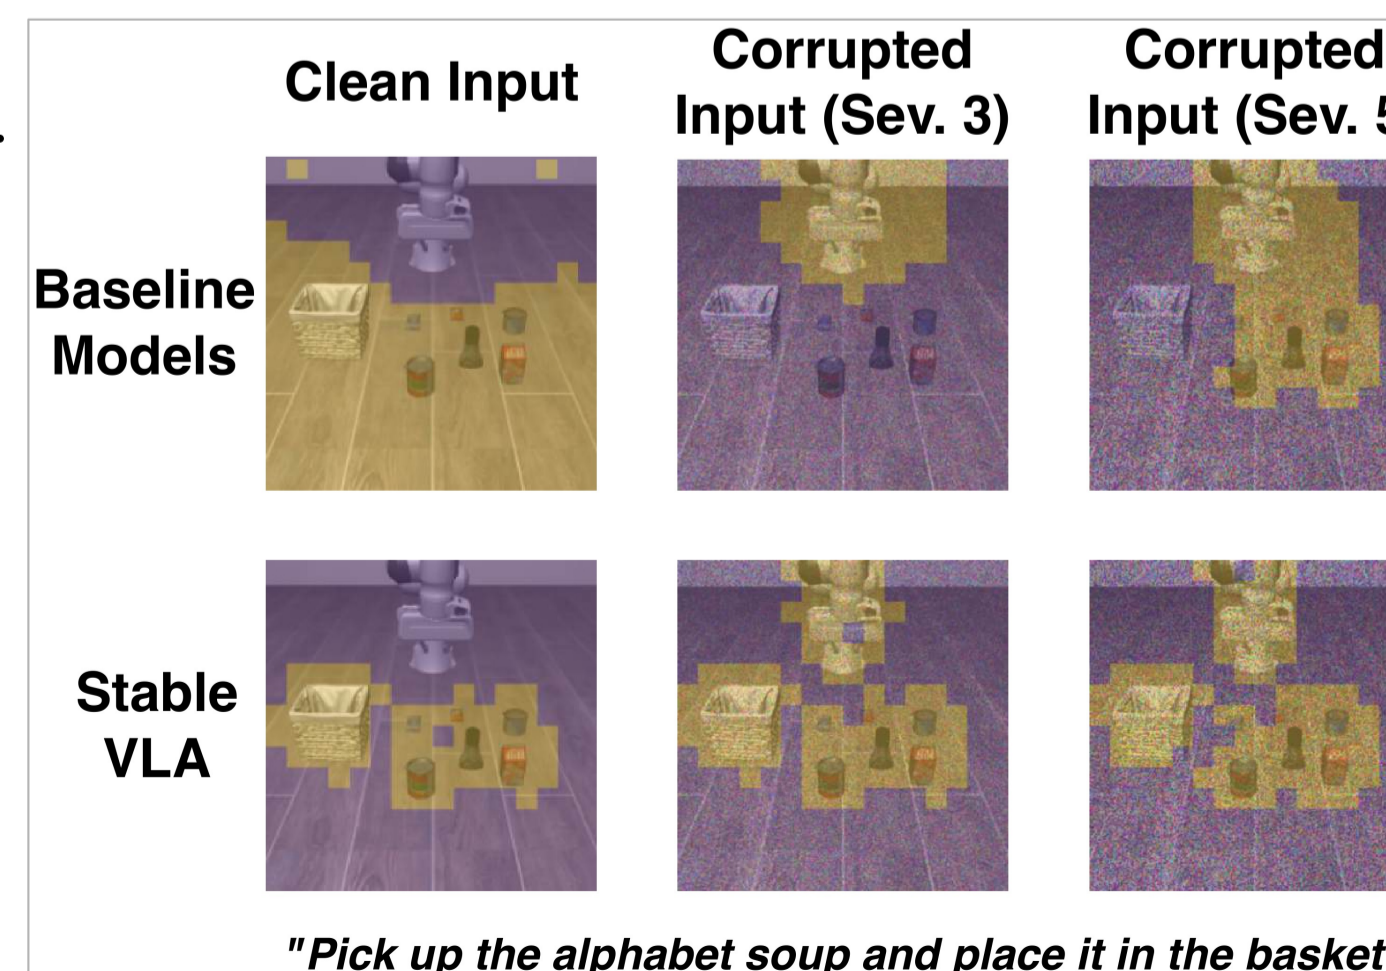 Clean Input
Corrupted
Input (Sev. 3)
Corrupted
Input (Sev. 5
Baseline
Models
Stable
VLA
"Pick up the alphabet soup and place it in the basket